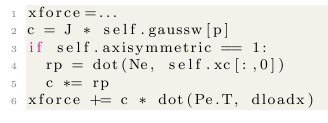 1 xforce=...
2 c = J * self.gaussw[p]
3 if self.axisymmetric == 1:
4 rp = dot(Ne, self.xc[:,0])
5 c *= rp
6 xforce += c * dot(Pe.T, dloadx)